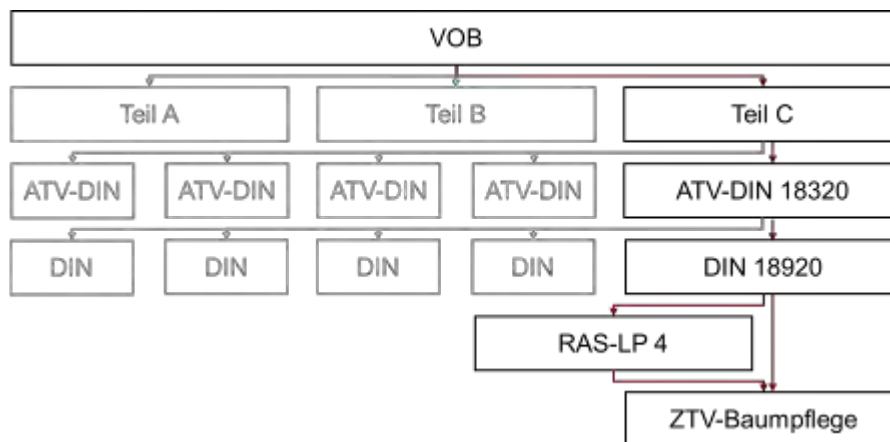 VOB
Teil A Teil B Teil C
ATV-DIN ATV-DIN ATV-DIN ATV-DIN ATV-DIN 18320
DIN DIN DIN DIN DIN 18920
RAS-LP 4
ZTV-Baumpflege